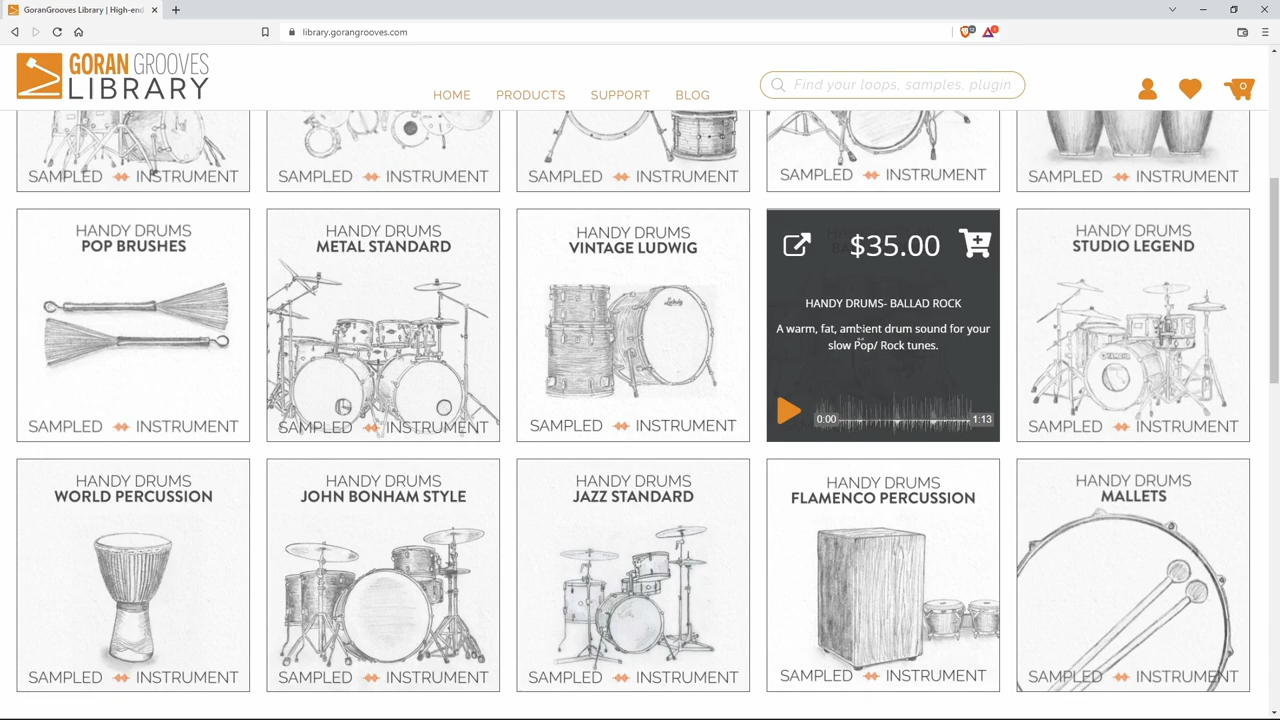 GoranGrooves Library | High-end
library.gorangrooves.com
GORAN GROOVES
LIBRARY
HOME
PRODUCTS
SUPPORT
BLOG
Find your loops, samples, plugin
0
SAMPLED INSTRUMENT
SAMPLED INSTRUMENT
SAMPLED INSTRUMENT
SAMPLED INSTRUMENT
SAMPLED INSTRUMENT
HANDY DRUMS
POP BRUSHES
SAMPLED INSTRUMENT
HANDY DRUMS
METAL STANDARD
SAMPLED INSTRUMENT
HANDY DRUMS
VINTAGE LUDWIG
Ludwig
SAMPLED INSTRUMENT
$35.00
HANDY DRUMS- BALLAD ROCK
A warm, fat, ambient drum sound for your
slow Pop/ Rock tunes.
0:00
1:13
HANDY DRUMS
STUDIO LEGEND
SAMPLED INSTRUMENT
HANDY DRUMS
WORLD PERCUSSION
SAMPLED INSTRUMENT
HANDY DRUMS
JOHN BONHAM STYLE
SAMPLED INSTRUMENT
HANDY DRUMS
JAZZ STANDARD
SAMPLED INSTRUMENT
HANDY DRUMS
FLAMENCO PERCUSSION
SAMPLED INSTRUMENT
HANDY DRUMS
MALLETS
SAMPLED INSTRUMENT